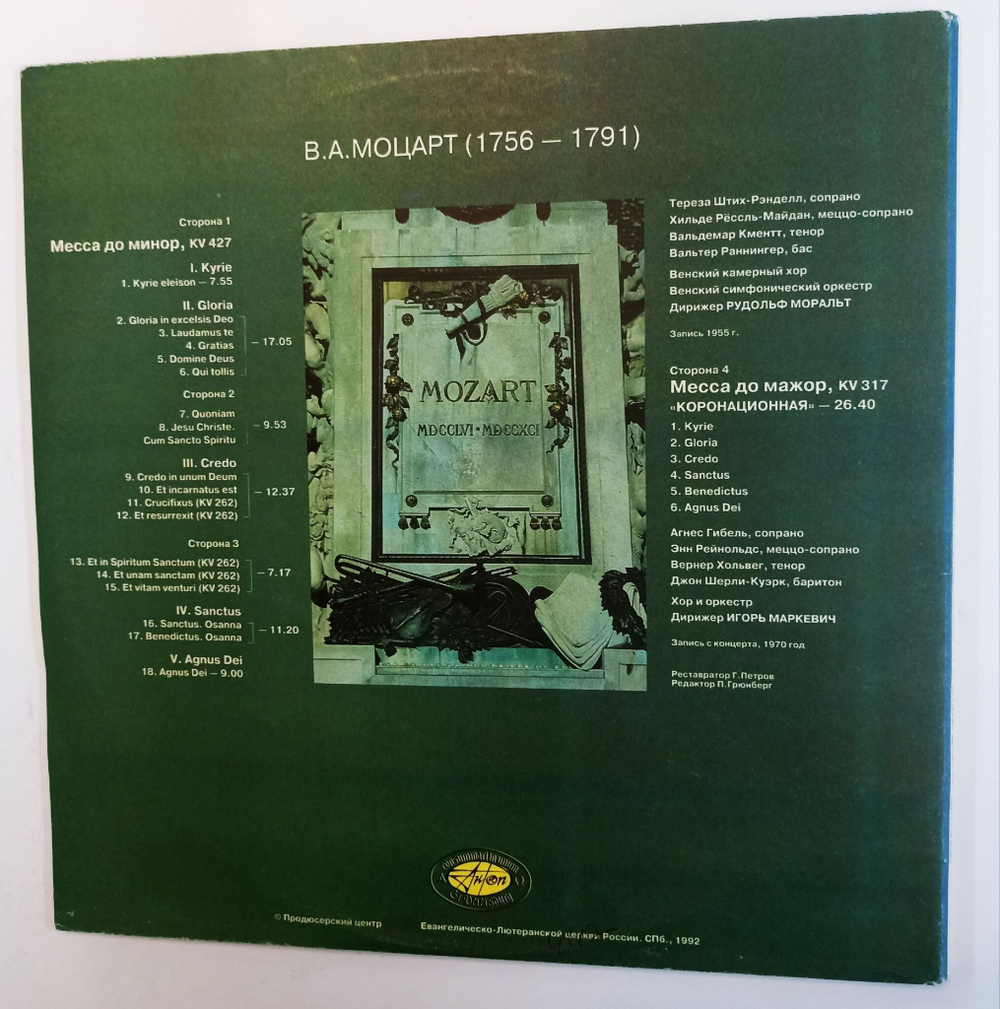 В.А.МОЦАРТ (1756 — 1791)
Сторона 1
Месса до минор, KV 427
I. Kyrie
1. Kyrie eleison — 7.55
II. Gloria
2. Gloria in excelsis Deo
3. Laudamus te
4. Gratias
5. Domine Deus
6. Qui tollis
— 17.05
Сторона 2
7. Quoniam
8. Jesu Christe.
Cum Sancto Spiritu
— 9.53
III. Credo
9. Credo in unum Deum
10. Et incarnatus est
11. Crucifixus (KV 262)
12. Et resurrexit (KV 262)
— 12.37
Сторона 3
13. Et in Spiritum Sanctum (KV 262)
14. Et unam sanctam (KV 262)
15. Et vitam venturi (KV 262)
— 7.17
IV. Sanctus
16. Sanctus. Osanna
17. Benedictus. Osanna
— 11.20
V. Agnus Dei
18. Agnus Dei — 9.00
MOZART
MDCCLVI · MDCCXCI
Тереза Штих-Рэнделл, сопрано
Хильде Рёссль-Майдан, меццо-сопрано
Вальдемар Кментт, тенор
Вальтер Раннингер, бас
Венский камерный хор
Венский симфонический оркестр
Дирижер РУДОЛЬФ МОРАЛЬТ
Запись 1955 г.
Сторона 4
Месса до мажор, KV 317
«КОРОНАЦИОННАЯ» — 26.40
1. Kyrie
2. Gloria
3. Credo
4. Sanctus
5. Benedictus
6. Agnus Dei
Агнес Гибель, сопрано
Энн Рейнольдс, меццо-сопрано
Вернер Хольвег, тенор
Джон Шерли-Куэрк, баритон
Хор и оркестр
Дирижер ИГОРЬ МАРКЕВИЧ
Запись с концерта, 1970 год
Реставратор Г.Петров
Редактор П.Грюнберг
© Продюсерский центр
Евангелическо-Лютеранской церкви России. СПб., 1992